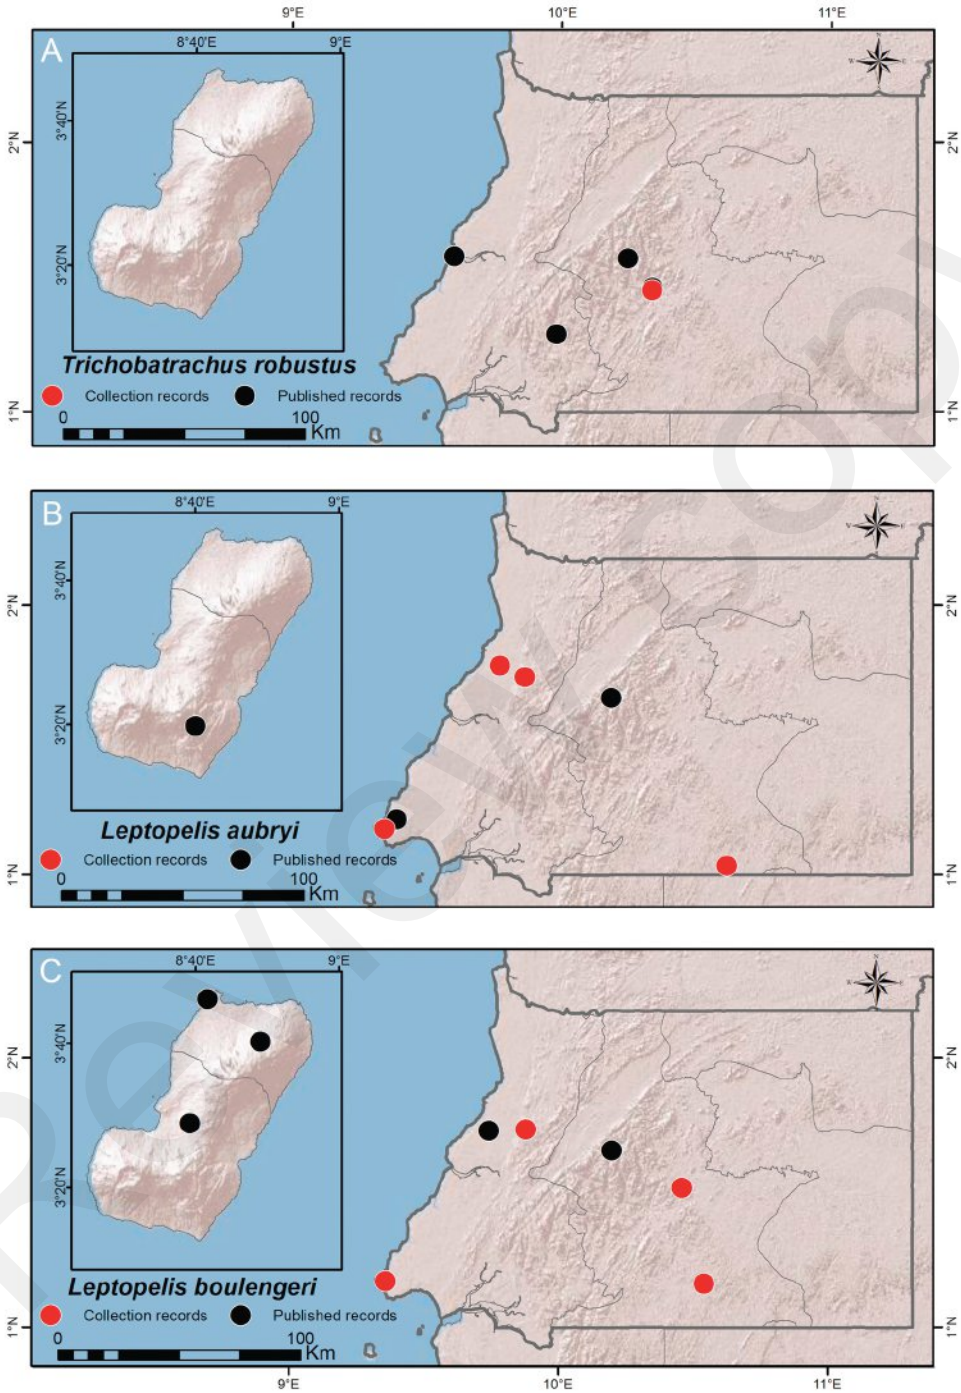 9°E 10°E 11°E
A
8°40'E 9°E
N
W E
S
3°40'N
3°20'N
2°N 2°N
1°N 1°N
Trichobatrachus robustus
Collection records Published records
0 100
Km
B
8°40'E 9°E
N
W E
S
3°40'N
3°20'N
2°N 2°N
1°N 1°N
Leptopelis aubryi
Collection records Published records
0 100
Km
C
8°40'E 9°E
N
W E
S
3°40'N
3°20'N
2°N 2°N
1°N 1°N
Leptopelis boulengeri
Collection records Published records
0 100
Km
9°E 10°E 11°E
Review copy